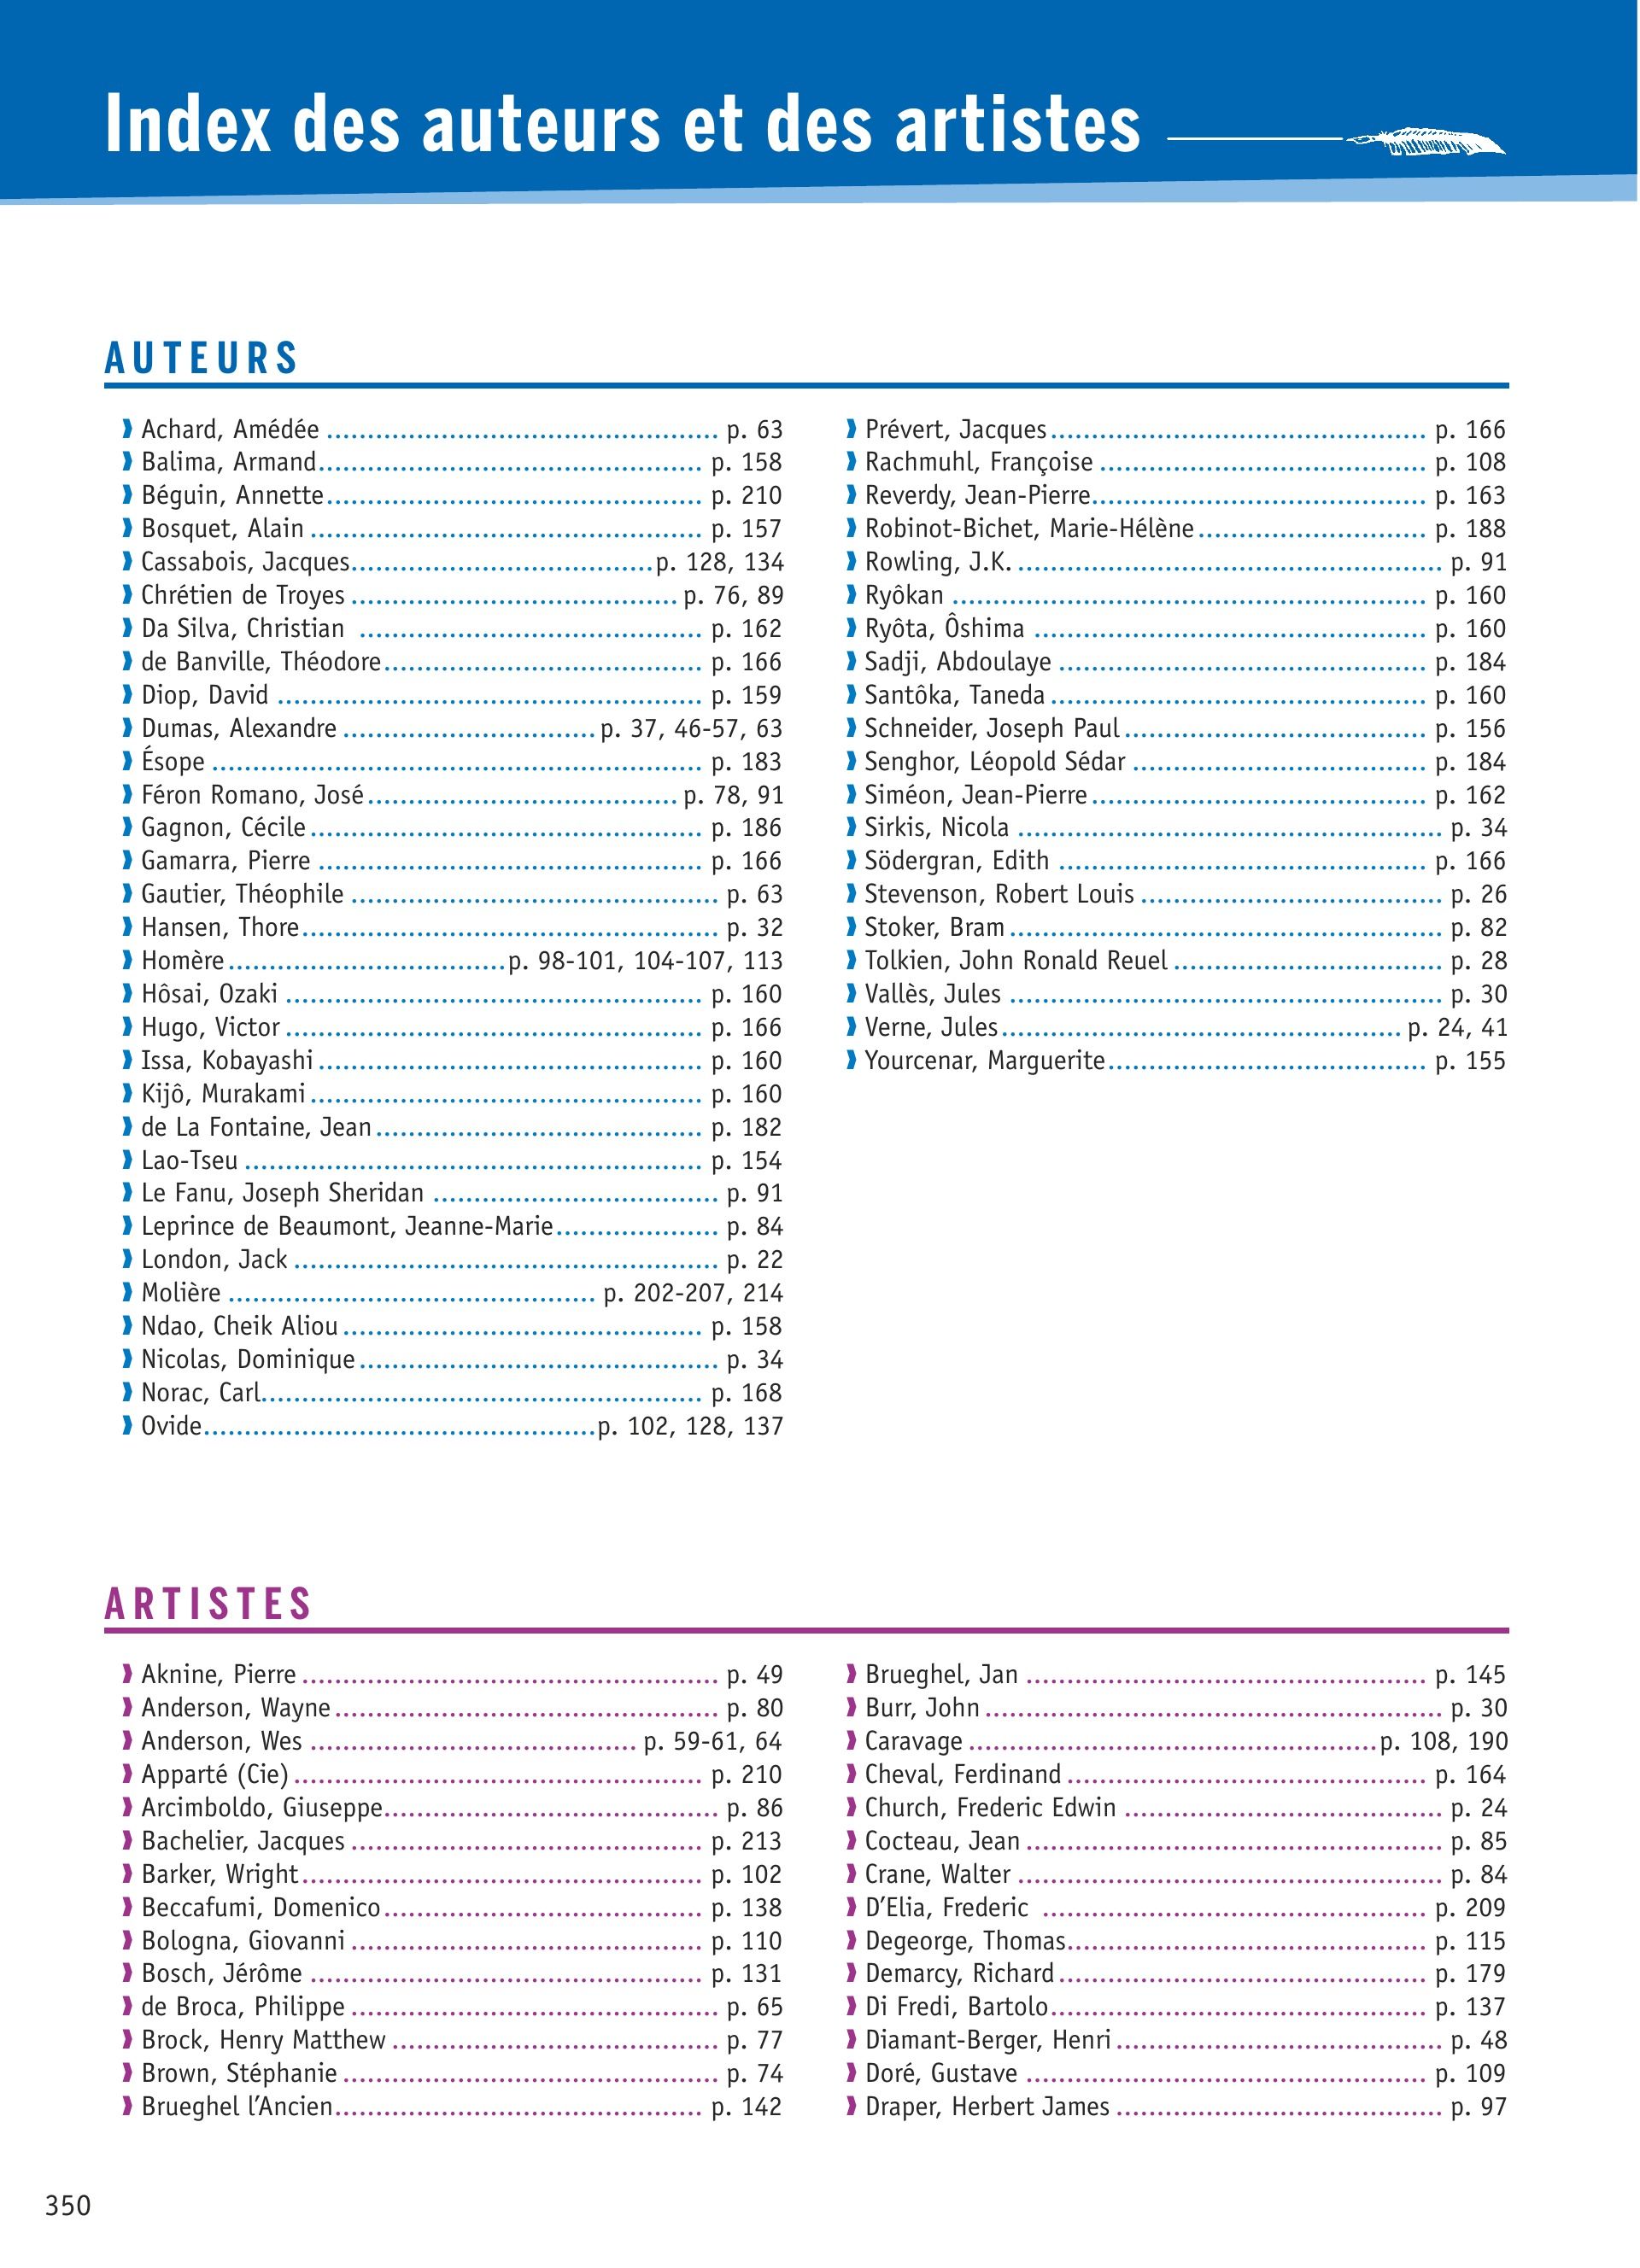 Index des auteurs et des artistes
AUTEURS
Achard, Amédée ................................................ p. 63
Balima, Armand............................................... p. 158
Béguin, Annette.............................................. p. 210
Bosquet, Alain ................................................ p. 157
Cassabois, Jacques.....................................p. 128, 134
Chrétien de Troyes ........................................ p. 76, 89
Da Silva, Christian .......................................... p. 162
de Banville, Théodore....................................... p. 166
Diop, David .................................................... p. 159
Dumas, Alexandre ............................... p. 37, 46-57, 63
Ésope ............................................................ p. 183
Féron Romano, José...................................... p. 78, 91
Gagnon, Cécile ................................................ p. 186
Gamarra, Pierre ............................................... p. 166
Gautier, Théophile ............................................. p. 63
Hansen, Thore................................................... p. 32
Homère..................................p. 98-101, 104-107, 113
Hôsai, Ozaki ................................................... p. 160
Hugo, Victor ................................................... p. 166
Issa, Kobayashi ............................................... p. 160
Kijô, Murakami ................................................ p. 160
de La Fontaine, Jean ........................................ p. 182
Lao-Tseu ........................................................ p. 154
Le Fanu, Joseph Sheridan ................................... p. 91
Leprince de Beaumont, Jeanne-Marie.................... p. 84
London, Jack .................................................... p. 22
Molière ............................................. p. 202-207, 214
Ndao, Cheik Aliou ............................................ p. 158
Nicolas, Dominique ............................................ p. 34
Norac, Carl...................................................... p. 168
Ovide................................................p. 102, 128, 137
Prévert, Jacques.............................................. p. 166
Rachmuhl, Françoise ........................................ p. 108
Reverdy, Jean-Pierre......................................... p. 163
Robinot-Bichet, Marie-Hélène............................ p. 188
Rowling, J.K. .................................................... p. 91
Ryôkan .......................................................... p. 160
Ryôta, Ôshima ................................................ p. 160
Sadji, Abdoulaye ............................................. p. 184
Santôka, Taneda .............................................. p. 160
Schneider, Joseph Paul ..................................... p. 156
Senghor, Léopold Sédar .................................... p. 184
Siméon, Jean-Pierre ......................................... p. 162
Sirkis, Nicola .................................................... p. 34
Södergran, Edith ............................................. p. 166
Stevenson, Robert Louis ..................................... p. 26
Stoker, Bram ..................................................... p. 82
Tolkien, John Ronald Reuel ................................. p. 28
Vallès, Jules ..................................................... p. 30
Verne, Jules................................................. p. 24, 41
Yourcenar, Marguerite....................................... p. 155
ARTISTES
Aknine, Pierre ................................................... p. 49
Anderson, Wayne ............................................... p. 80
Anderson, Wes ........................................ p. 59-61, 64
Apparté (Cie) .................................................. p. 210
Arcimboldo, Giuseppe......................................... p. 86
Bachelier, Jacques ........................................... p. 213
Barker, Wright................................................. p. 102
Beccafumi, Domenico....................................... p. 138
Bologna, Giovanni ........................................... p. 110
Bosch, Jérôme ................................................ p. 131
de Broca, Philippe ............................................. p. 65
Brock, Henry Matthew ........................................ p. 77
Brown, Stéphanie .............................................. p. 74
Brueghel l’Ancien............................................. p. 142
Brueghel, Jan ................................................. p. 145
Burr, John ........................................................ p. 30
Caravage ..................................................p. 108, 190
Cheval, Ferdinand ............................................ p. 164
Church, Frederic Edwin ....................................... p. 24
Cocteau, Jean ................................................... p. 85
Crane, Walter .................................................... p. 84
D’Elia, Frederic ............................................... p. 209
Degeorge, Thomas............................................ p. 115
Demarcy, Richard ............................................. p. 179
Di Fredi, Bartolo.............................................. p. 137
Diamant-Berger, Henri ........................................ p. 48
Doré, Gustave ................................................. p. 109
Draper, Herbert James ........................................ p. 97
350